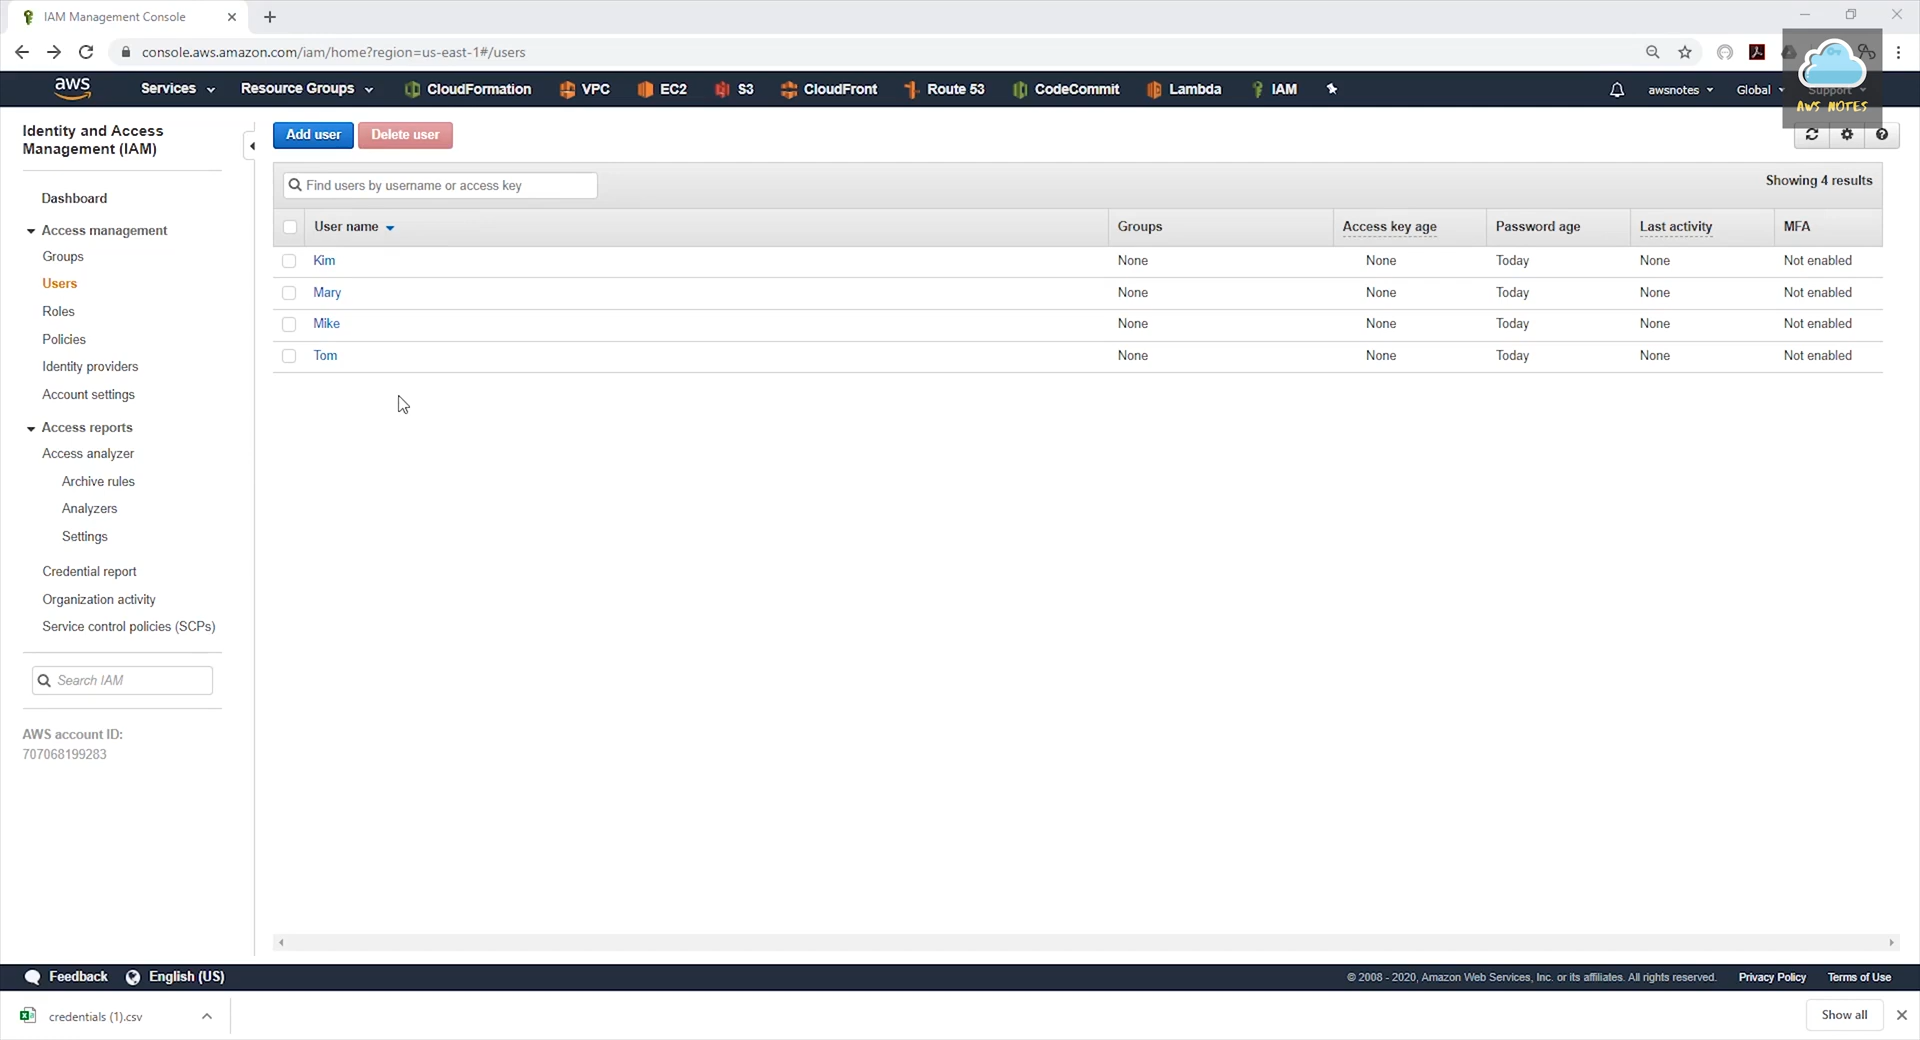 IAM Management Console
console.aws.amazon.com/iam/home?region=us-east-1#/users
aws
Services
Resource Groups
CloudFormation
VPC
EC2
S3
CloudFront
Route 53
CodeCommit
Lambda
IAM
awsnotes
Global
Support
AWS NOTES
Identity and Access
Management (IAM)
Add user
Delete user
Dashboard
Access management
Groups
Users
Roles
Policies
Identity providers
Account settings
Access reports
Access analyzer
Archive rules
Analyzers
Settings
Credential report
Organization activity
Service control policies (SCPs)
Search IAM
AWS account ID:
707068199283
Find users by username or access key
Showing 4 results
User name Groups Access key age Password age Last activity MFA
Kim None None Today None Not enabled
Mary None None Today None Not enabled
Mike None None Today None Not enabled
Tom None None Today None Not enabled
Feedback
English (US)
© 2008 - 2020, Amazon Web Services, Inc. or its affiliates. All rights reserved.
Privacy Policy
Terms of Use
credentials (1).csv
Show all